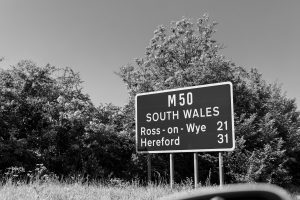 M50
SOUTH WALES
Ross-on-Wye 21
Hereford 31